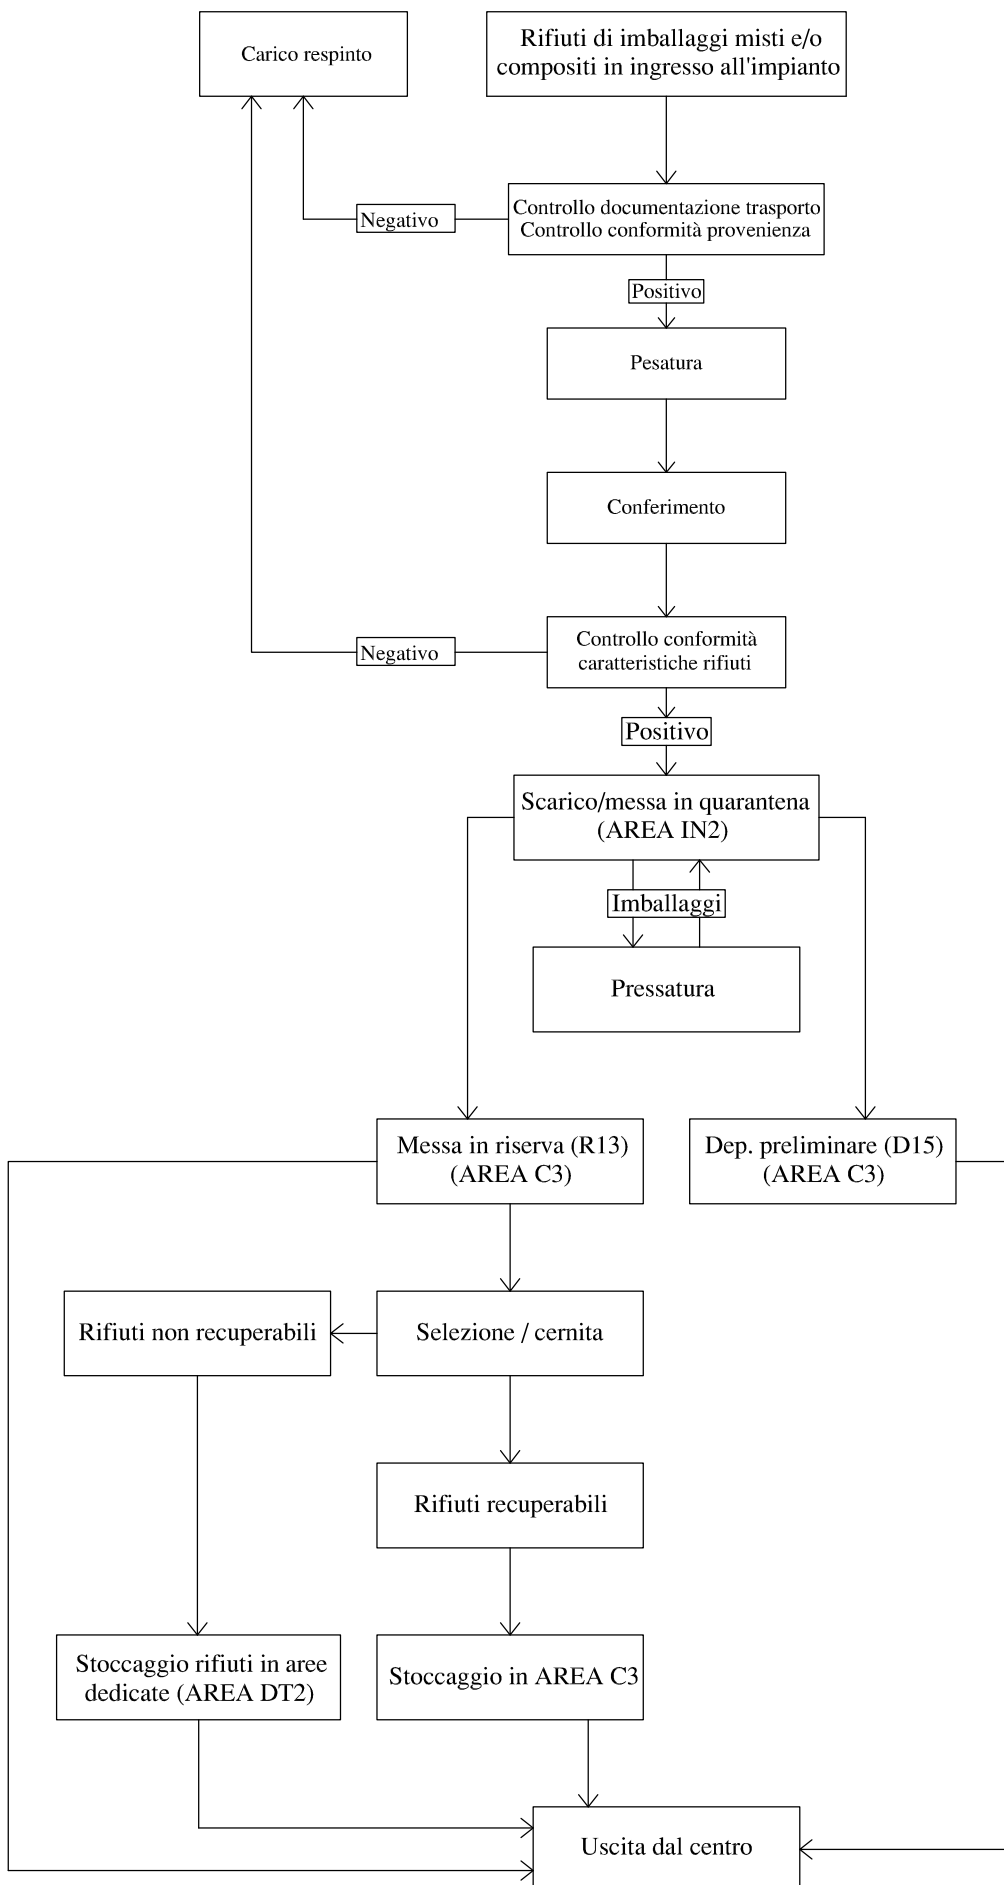 Carico respinto
Rifiuti di imballaggi misti e/o
compositi in ingresso all'impianto
Controllo documentazione trasporto
Controllo conformità provenienza
Negativo
Positivo
Pesatura
Conferimento
Controllo conformità
caratteristiche rifiuti
Negativo
Positivo
Scarico/messa in quarantena
(AREA IN2)
Imballaggi
Pressatura
Messa in riserva (R13)
(AREA C3)
Dep. preliminare (D15)
(AREA C3)
Rifiuti non recuperabili
Selezione / cernita
Rifiuti recuperabili
Stoccaggio rifiuti in aree
dedicate (AREA DT2)
Stoccaggio in AREA C3
Uscita dal centro